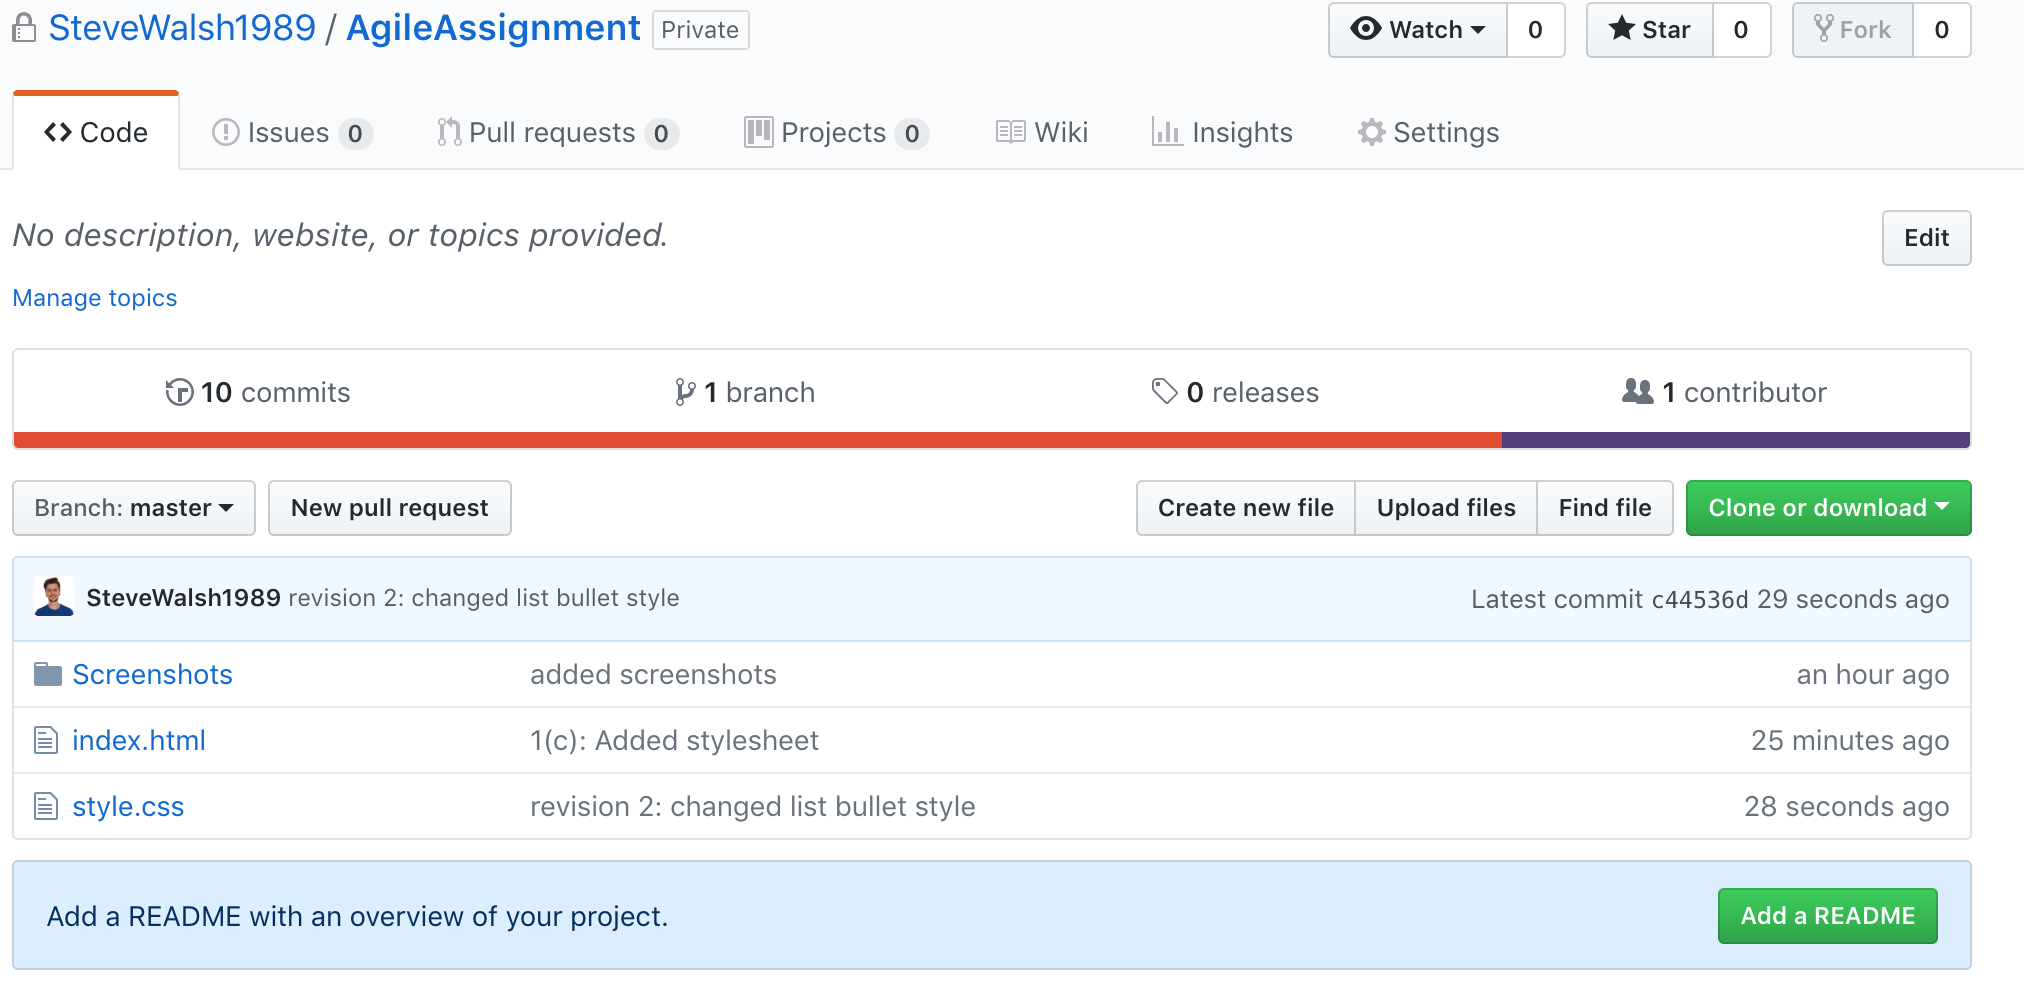 SteveWalsh1989 / AgileAssignment Private Watch 0 Star 0 Fork 0
Code Issues 0 Pull requests 0 Projects 0 Wiki Insights Settings
No description, website, or topics provided. Edit
Manage topics
10 commits 1 branch 0 releases 1 contributor
Branch: master New pull request Create new file Upload files Find file Clone or download
SteveWalsh1989 revision 2: changed list bullet style Latest commit c44536d 29 seconds ago
Screenshots added screenshots an hour ago
index.html 1(c): Added stylesheet 25 minutes ago
style.css revision 2: changed list bullet style 28 seconds ago
Add a README with an overview of your project. Add a README